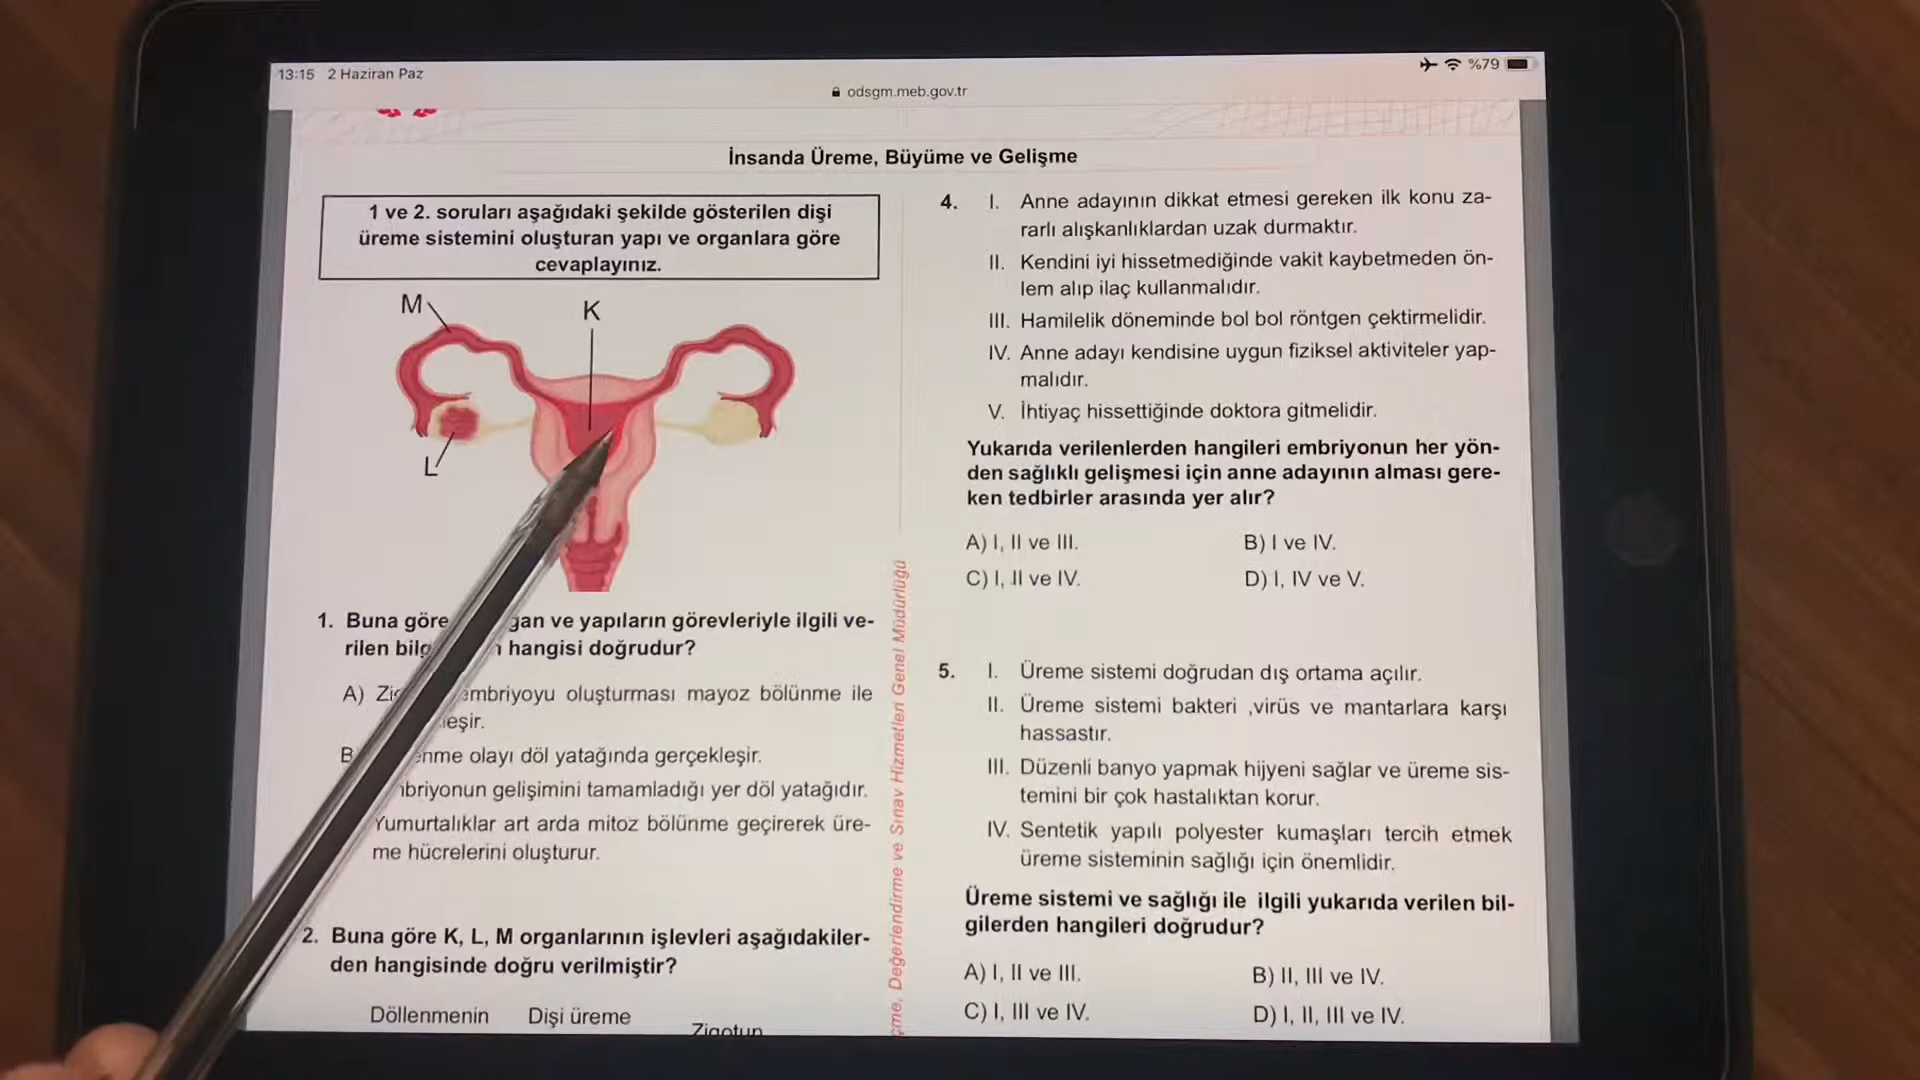 13:15 2 Haziran Paz
%79
odsgm.meb.gov.tr
İnsanda Üreme, Büyüme ve Gelişme
1 ve 2. soruları aşağıdaki şekilde gösterilen dişi
üreme sistemini oluşturan yapı ve organlara göre
cevaplayınız.
M
K
L
1. Buna göre ve yapıların görevleriyle ilgili ve-
rilen hangisi doğrudur?
A) embriyoyu oluşturması mayoz bölünme ile
B olayı döl yatağında gerçekleşir.
gelişimini tamamladığı yer döl yatağıdır.
Yumurtalıklar art arda mitoz bölünme geçirerek üre-
me hücrelerini oluşturur.
2. Buna göre K, L, M organlarının işlevleri aşağıdakiler-
den hangisinde doğru verilmiştir?
Döllenmenin Dişi üreme Zigotun
Değerlendirme ve Sınav Hizmetleri Genel Müdürlüğü
4. I. Anne adayının dikkat etmesi gereken ilk konu za-
rarlı alışkanlıklardan uzak durmaktır.
II. Kendini iyi hissetmediğinde vakit kaybetmeden ön-
lem alıp ilaç kullanmalıdır.
III. Hamilelik döneminde bol bol röntgen çektirmelidir.
IV. Anne adayı kendisine uygun fiziksel aktiviteler yap-
malıdır.
V. İhtiyaç hissettiğinde doktora gitmelidir.
Yukarıda verilenlerden hangileri embriyonun her yön-
den sağlıklı gelişmesi için anne adayının alması gere-
ken tedbirler arasında yer alır?
A) I, II ve III. B) I ve IV.
C) I, II ve IV. D) I, IV ve V.
5. I. Üreme sistemi doğrudan dış ortama açılır.
II. Üreme sistemi bakteri ,virüs ve mantarlara karşı
hassastır.
III. Düzenli banyo yapmak hijyeni sağlar ve üreme sis-
temini bir çok hastalıktan korur.
IV. Sentetik yapılı polyester kumaşları tercih etmek
üreme sisteminin sağlığı için önemlidir.
Üreme sistemi ve sağlığı ile ilgili yukarıda verilen bil-
gilerden hangileri doğrudur?
A) I, II ve III. B) II, III ve IV.
C) I, III ve IV. D) I, II, III ve IV.